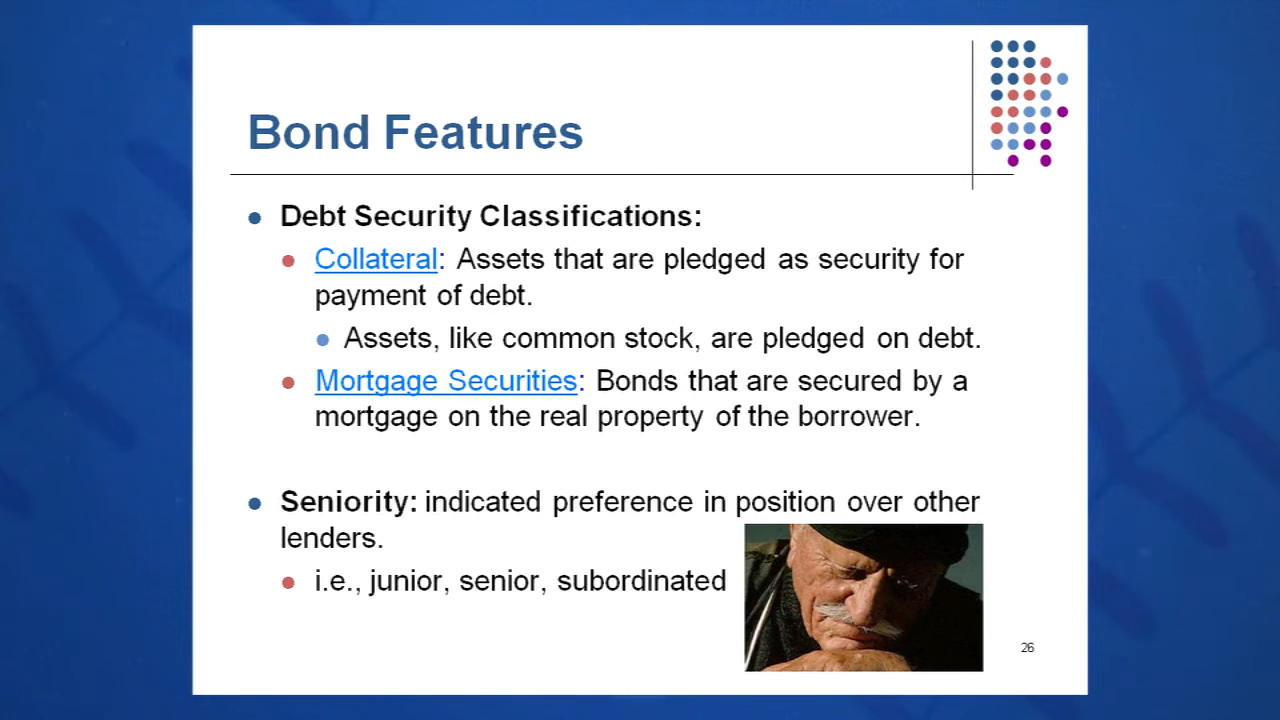 Bond Features
Debt Security Classifications:
Collateral: Assets that are pledged as security for
payment of debt.
Assets, like common stock, are pledged on debt.
Mortgage Securities: Bonds that are secured by a
mortgage on the real property of the borrower.
Seniority: indicated preference in position over other
lenders.
i.e., junior, senior, subordinated
26